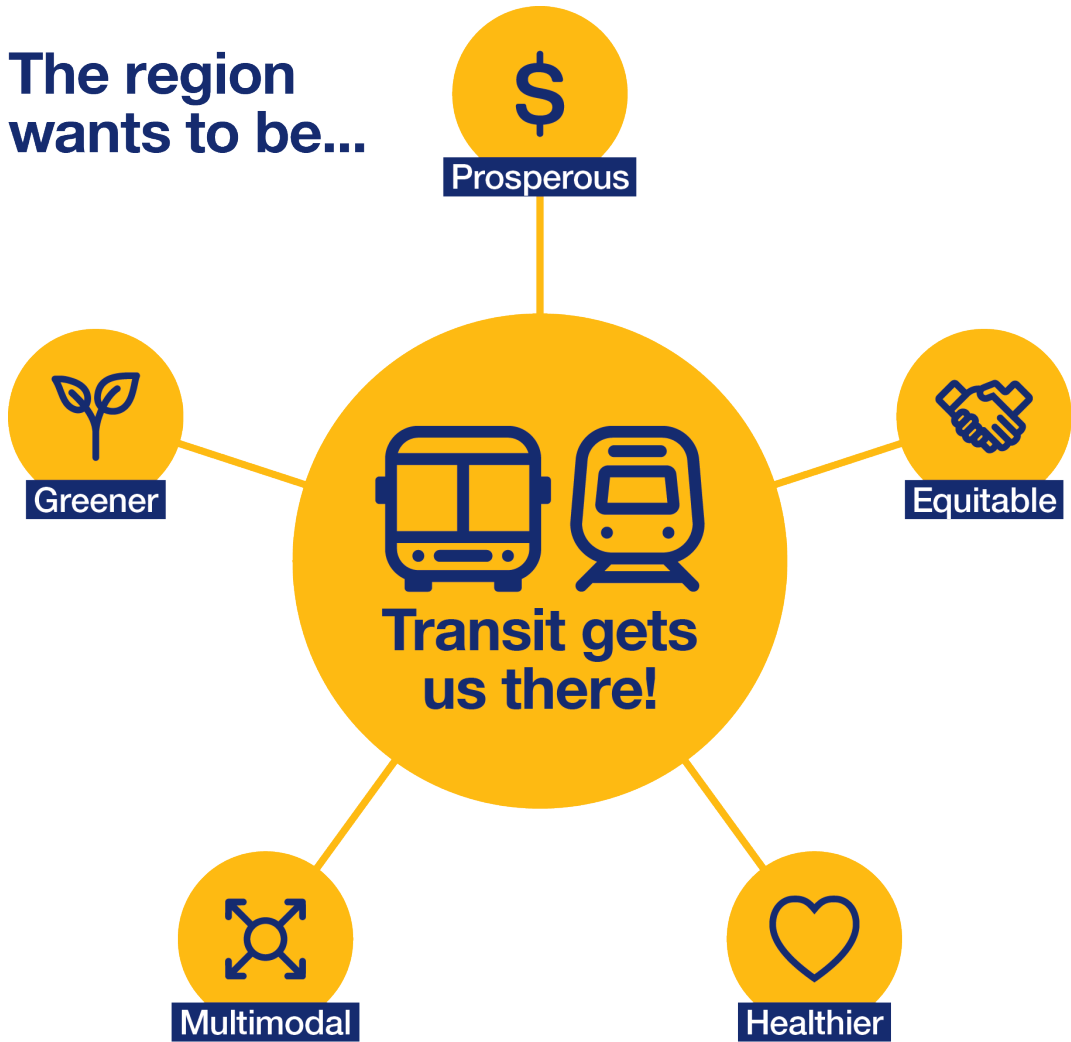 The region
wants to be...
$
Prosperous
Greener
Equitable
Transit gets
us there!
Multimodal
Healthier